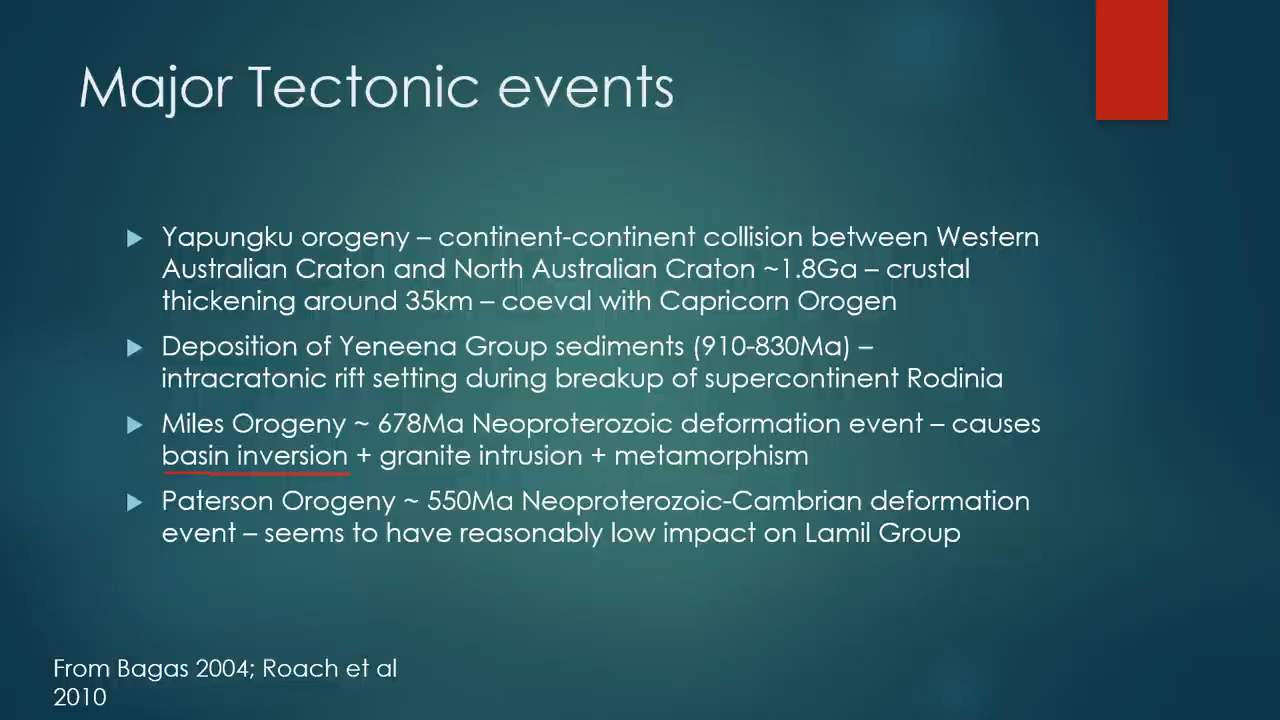 Major Tectonic events
Yapungku orogeny – continent-continent collision between Western
Australian Craton and North Australian Craton ~1.8Ga – crustal
thickening around 35km – coeval with Capricorn Orogen
Deposition of Yeneena Group sediments (910-830Ma) –
intracratonic rift setting during breakup of supercontinent Rodinia
Miles Orogeny ~ 678Ma Neoproterozoic deformation event – causes
basin inversion + granite intrusion + metamorphism
Paterson Orogeny ~ 550Ma Neoproterozoic-Cambrian deformation
event – seems to have reasonably low impact on Lamil Group
From Bagas 2004; Roach et al
2010